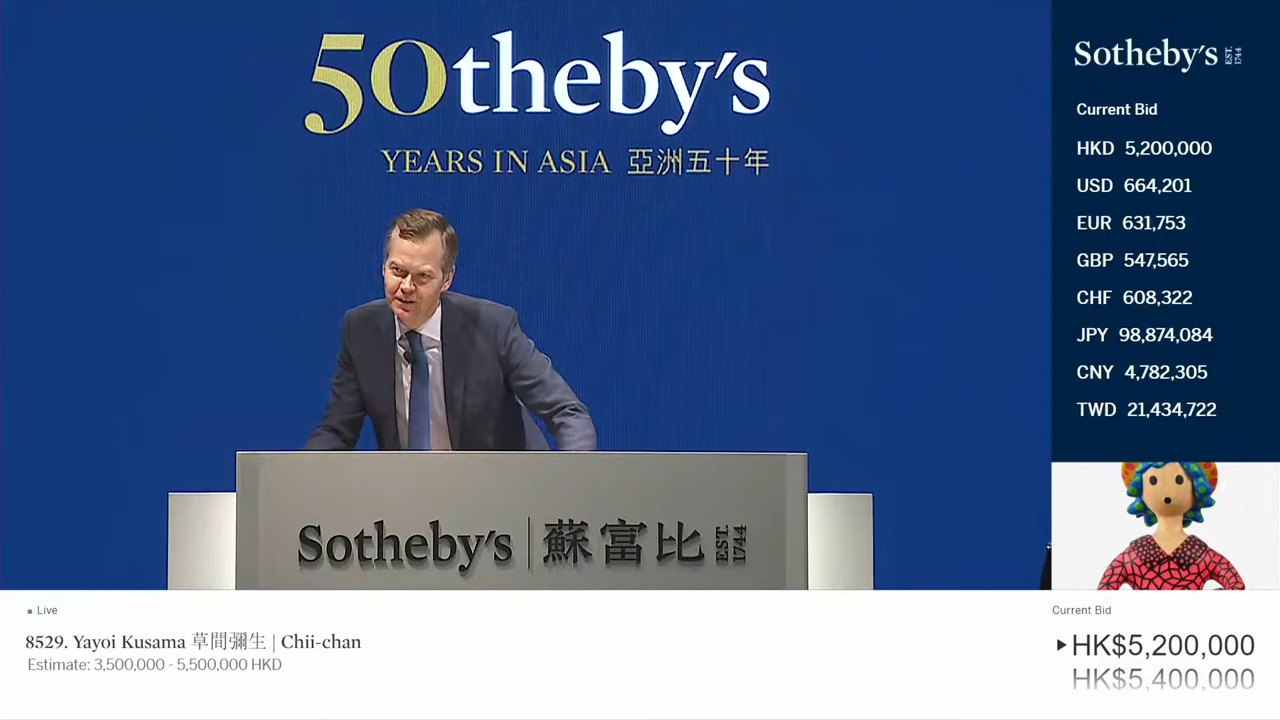 50theby's
YEARS IN ASIA 亞洲五十年
Sotheby's EST. 1744
Current Bid
HKD 5,200,000
USD 664,201
EUR 631,753
GBP 547,565
CHF 608,322
JPY 98,874,084
CNY 4,782,305
TWD 21,434,722
Sotheby's | 蘇富比 EST. 1744
Live
8529. Yayoi Kusama 草間彌生 | Chii-chan
Estimate: 3,500,000 - 5,500,000 HKD
Current Bid
HK$5,200,000
HK$5,400,000